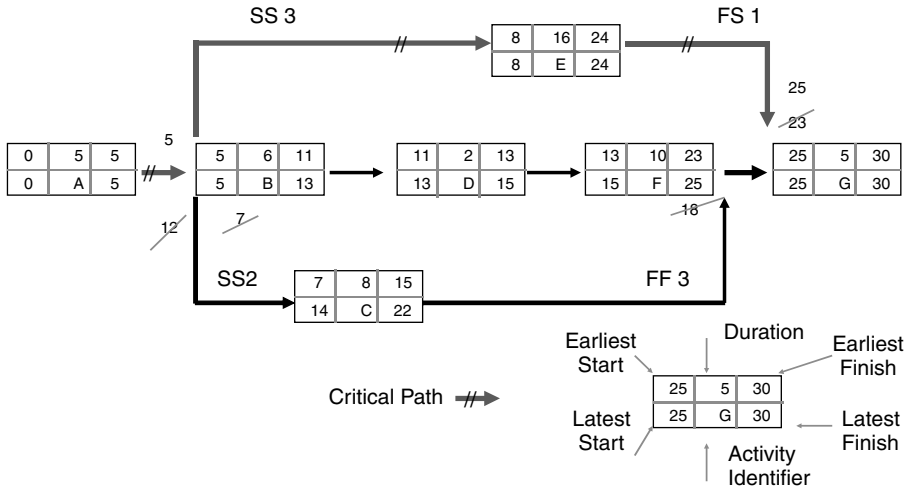 SS 3
FS 1
8 16 24
8 E 24
25
23
5
0 5 5
0 A 5
5 6 11
5 B 13
11 2 13
13 D 15
13 10 23
15 F 25
25 5 30
25 G 30
12
7
18
SS2
7 8 15
14 C 22
FF 3
Earliest
Start
Duration
Earliest
Finish
25 5 30
25 G 30
Critical Path
Latest
Start
Latest
Finish
Activity
Identifier